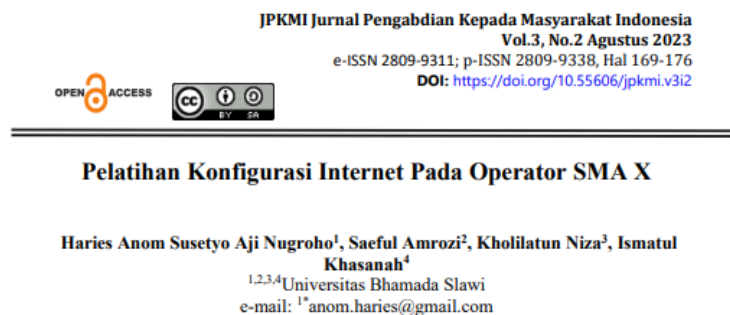 JPKMI Jurnal Pengabdian Kepada Masyarakat Indonesia
Vol.3, No.2 Agustus 2023
e-ISSN 2809-9311; p-ISSN 2809-9338, Hal 169-176
DOI: https://doi.org/10.55606/jpkmi.v3i2
OPEN ACCESS
cc BY SA
Pelatihan Konfigurasi Internet Pada Operator SMA X
Haries Anom Susetyo Aji Nugroho¹, Saeful Amrozi², Kholilatun Niza³, Ismatul
Khasanah⁴
¹,²,³,⁴Universitas Bhamada Slawi
e-mail: ¹*anom.haries@gmail.com